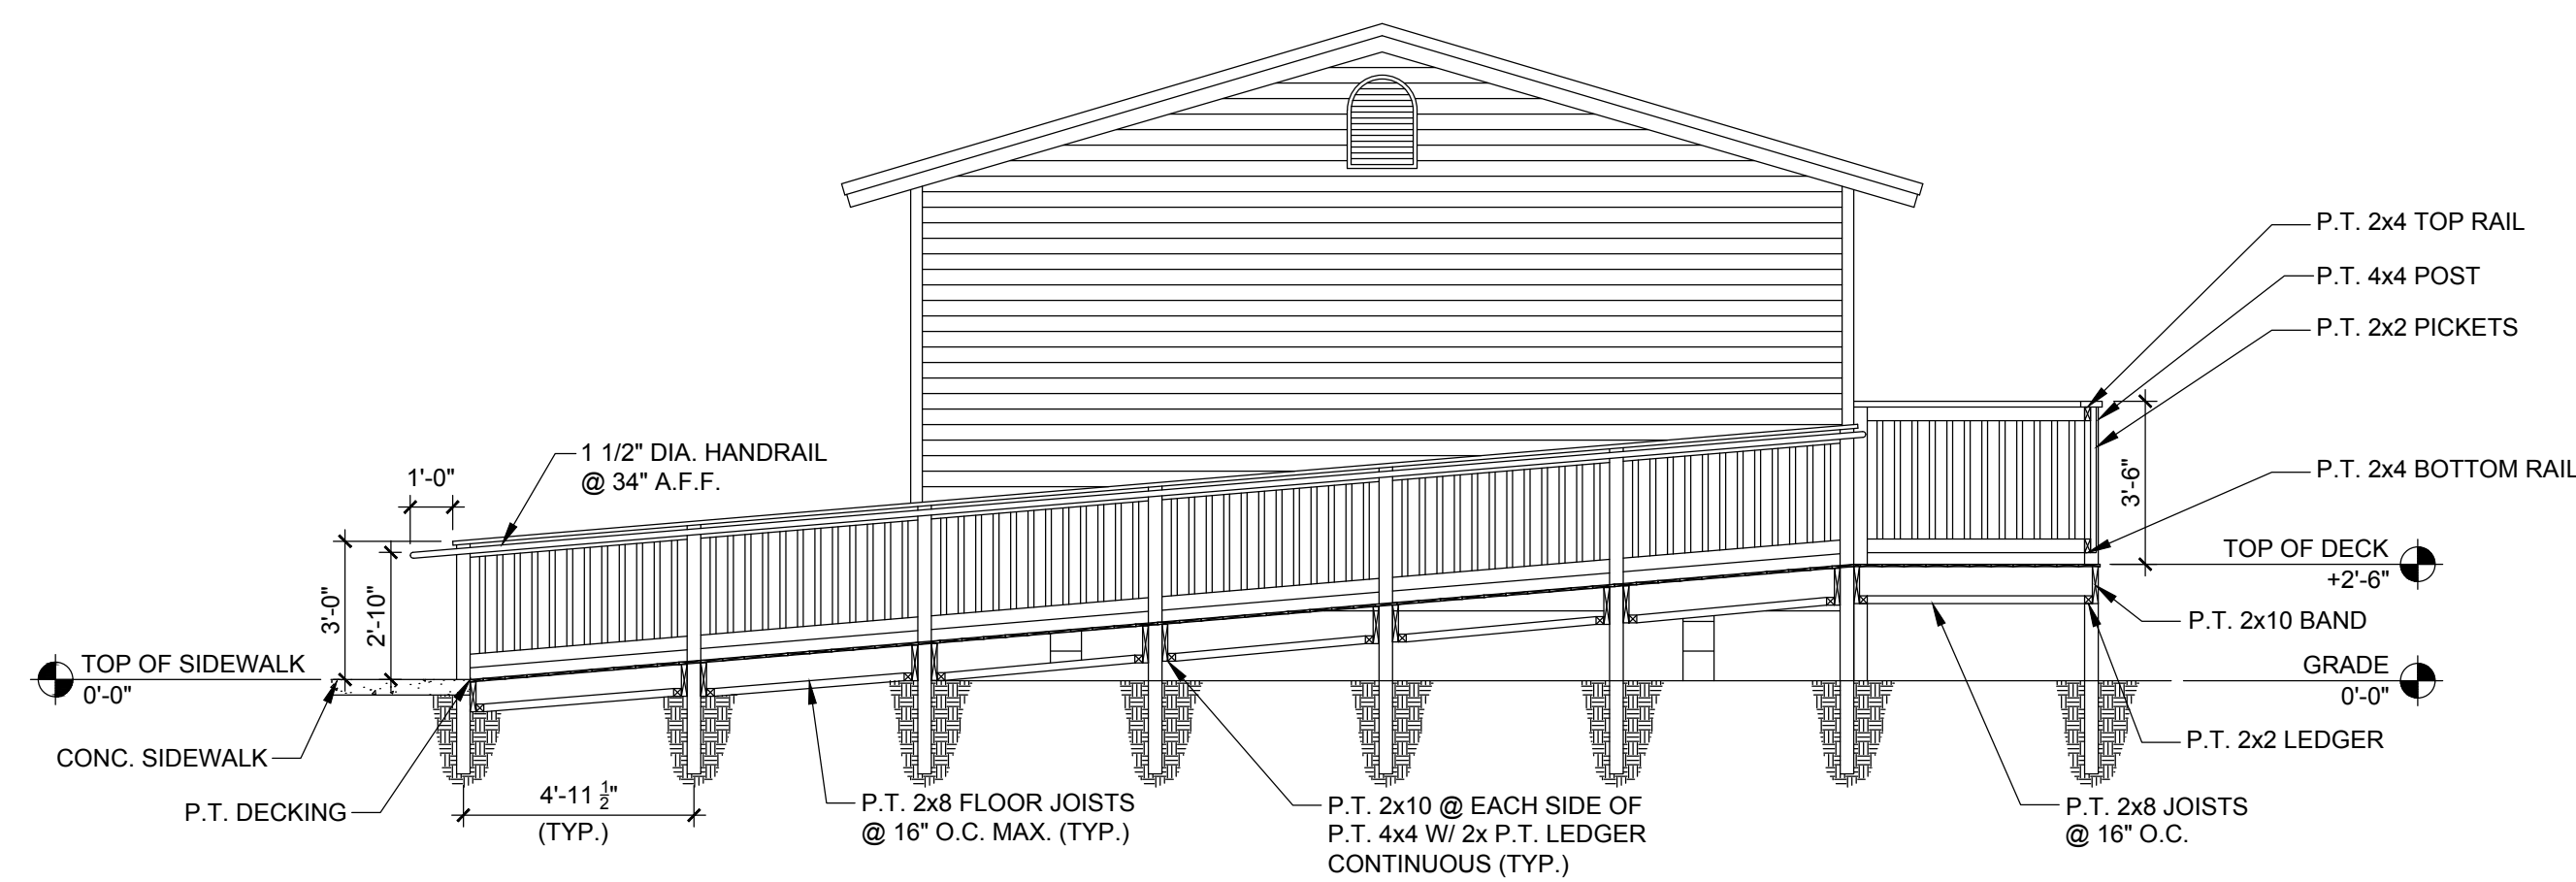 P.T. 2x4 TOP RAIL
P.T. 4x4 POST
P.T. 2x2 PICKETS
1 1/2" DIA. HANDRAIL
@ 34" A.F.F.
1'-0"
3'-6"
P.T. 2x4 BOTTOM RAIL
3'-0"
2'-10"
TOP OF DECK
+2'-6"
P.T. 2x10 BAND
TOP OF SIDEWALK
0'-0"
GRADE
0'-0"
CONC. SIDEWALK
P.T. 2x2 LEDGER
P.T. DECKING
4'-11 1/2"
(TYP.)
P.T. 2x8 FLOOR JOISTS
@ 16" O.C. MAX. (TYP.)
P.T. 2x10 @ EACH SIDE OF
P.T. 4x4 W/ 2x P.T. LEDGER
CONTINUOUS (TYP.)
P.T. 2x8 JOISTS
@ 16" O.C.